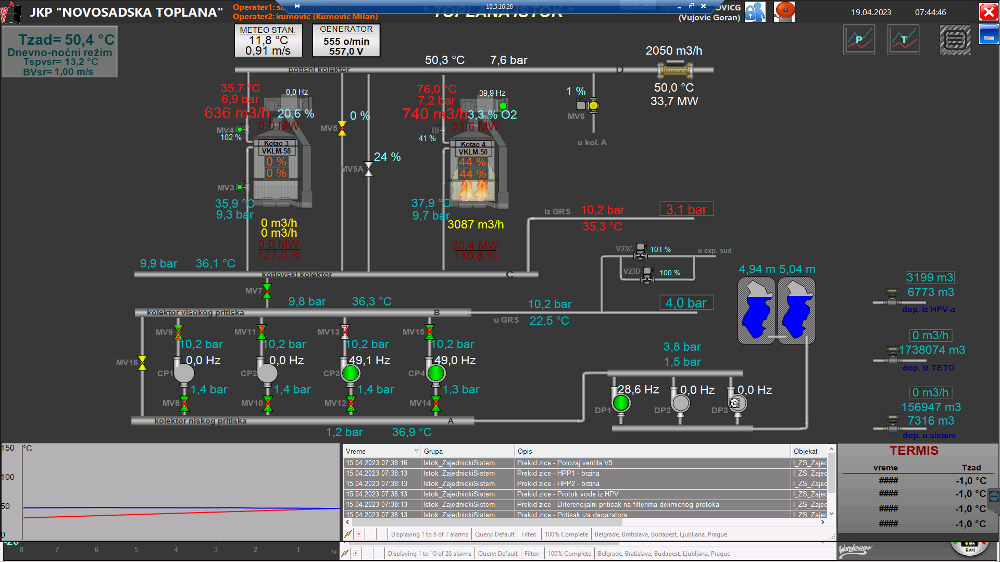 JKP "NOVOSADSKA TOPLANA"
Operater2: kumovic (Kumovic Milan)
10.5.16.26
* TOPLANA ISTOK *
(Vujovic Goran)
19.04.2023
07:44:46
Tzad= 50,4 °C
Dnevno-noćni režim
Tspvsr= 13,2 °C
BVsr= 1,00 m/s
METEO STAN.
11,8 °C
0,91 m/s
GENERATOR
555 o/min
557,0 V
P
T
50,3 °C
7,6 bar
2050 m3/h
potisni kolektor
D
Kamstrup
50,0 °C
33,7 MW
35,7 °C
6,9 bar
636 m3/h
0,0 Hz
20,6 %
0,0 MW
MV4
102 %
Kotao 3
VKLM-58
0 %
0 %
MV3
35,9 °C
9,3 bar
0 m3/h
0 m3/h
0,0 MW
127,0 %
0 %
MV5
24 %
MV5A
76,0 °C
7,2 bar
740 m3/h
39,9 Hz
3,3 % O2
33,6 MW
41 %
Kotao 4
VKLM-50
44 %
44 %
37,9 °C
9,7 bar
3087 m3/h
30,4 MW
110,8 %
1 %
MV6
u kol. A
iz GRS
10,2 bar
3,1 bar
35,3 °C
V23C
101 %
u exp. sud
V23D
100 %
9,9 bar
36,1 °C
kotlovski kolektor
C
MV7
9,8 bar
36,3 °C
kolektor visokog pritiska
B
u GRS
10,2 bar
4,0 bar
22,5 °C
4,94 m
5,04 m
3199 m3
6773 m3
dop. iz HPV-a
0 m3/h
1738074 m3
dop. iz TETO
0 m3/h
156947 m3
7316 m3
dop. u sistem
MV9
MV11
MV13
MV15
10,2 bar
10,2 bar
10,2 bar
10,2 bar
MV16
0,0 Hz
0,0 Hz
49,1 Hz
49,0 Hz
CP1
CP2
CP3
CP4
1,4 bar
1,4 bar
1,4 bar
1,3 bar
MV8
MV10
MV12
MV14
kolektor niskog pritiska
A
1,2 bar
36,9 °C
3,8 bar
1,5 bar
28,6 Hz
0,0 Hz
0,0 Hz
DP1
DP2
DP3
150
°C
100
50
0
-20
8 7 6 5 4 3 2 1 hr
Vreme Grupa Opis Objekat
15.04.2023 07:38:16 Istok_ZajednickiSistem Prekid zice - Polozaj ventila V5 I_ZS_Zajec
15.04.2023 07:38:13 Istok_ZajednickiSistem Prekid zice - HPP1 - brzina I_ZS_Zajec
15.04.2023 07:38:13 Istok_ZajednickiSistem Prekid zice - HPP2 - brzina I_ZS_Zajec
15.04.2023 07:38:13 Istok_ZajednickiSistem Prekid zice - Protok vode iz HPV I_ZS_Zajec
15.04.2023 07:38:13 Istok_ZajednickiSistem Prekid zice - Diferencijalni pritisak na filterima delimicnog protoka I_ZS_Zajec
15.04.2023 07:38:13 Istok_ZajednickiSistem Prekid zice - Pritisak iza degazatora I_ZS_Zajec
Displaying 1 to 6 of 7 alarms Query: Default Filter: 100% Complete Belgrade, Bratislava, Budapest, Ljubljana, Prague
Displaying 1 to 10 of 26 alarms Query: Default Filter: 100% Complete Belgrade, Bratislava, Budapest, Ljubljana, Prague
TERMIS
vreme Tzad
#### -1,0 °C
#### -1,0 °C
#### -1,0 °C
#### -1,0 °C
Wonderware
4086
RAM